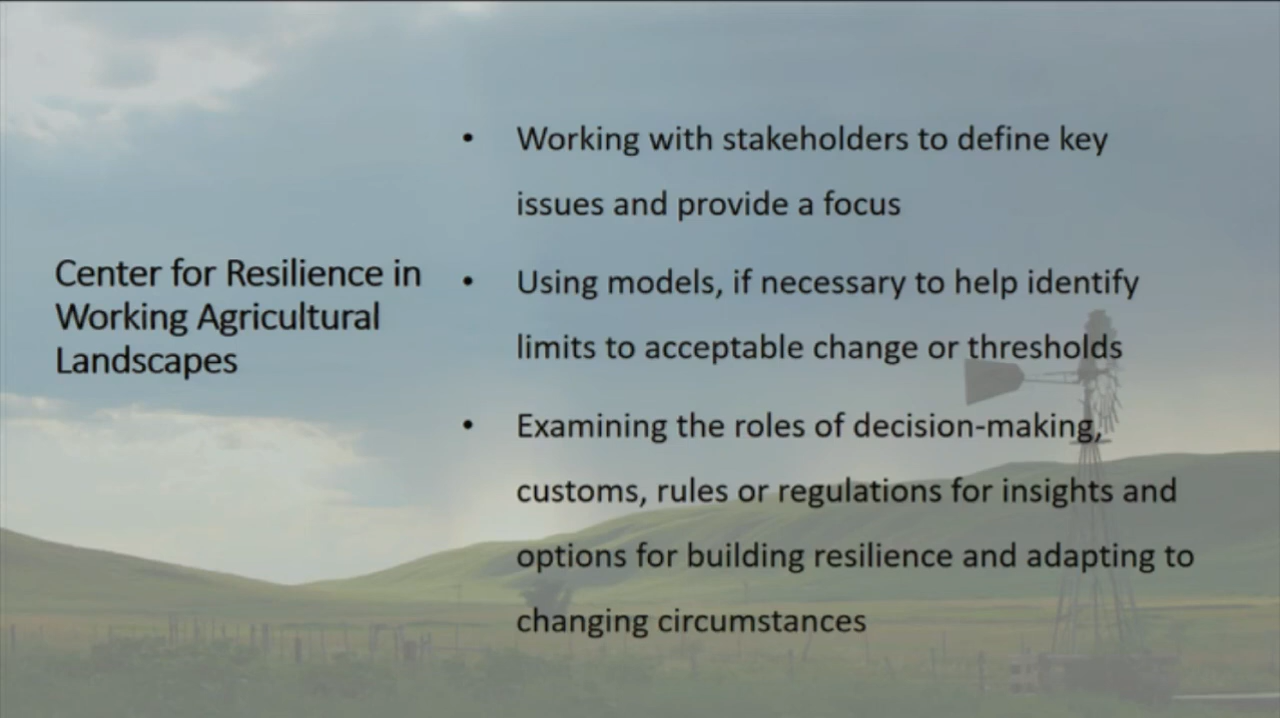 Center for Resilience in
Working Agricultural
Landscapes
• Working with stakeholders to define key
issues and provide a focus
• Using models, if necessary to help identify
limits to acceptable change or thresholds
• Examining the roles of decision-making,
customs, rules or regulations for insights and
options for building resilience and adapting to
changing circumstances